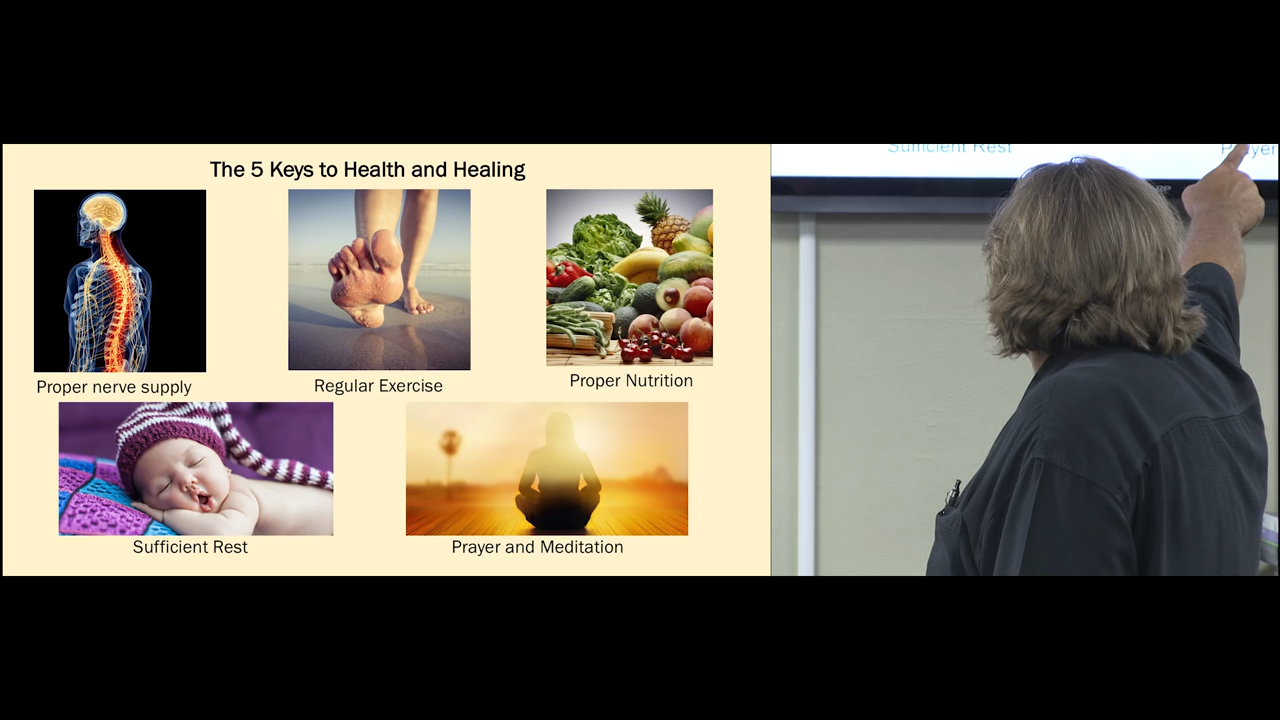 The 5 Keys to Health and Healing
Proper nerve supply
Regular Exercise
Proper Nutrition
Sufficient Rest
Prayer and Meditation
Sufficient Rest
Prayer